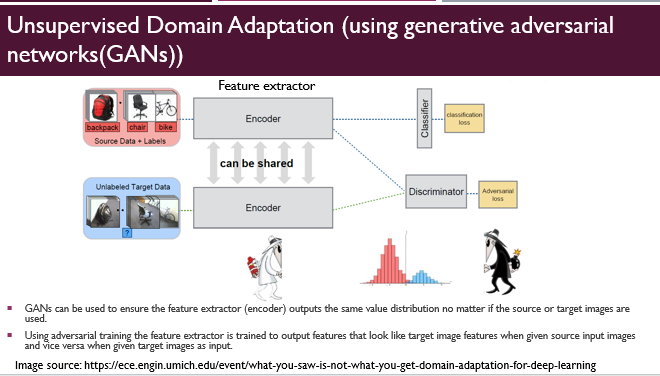 Unsupervised Domain Adaptation (using generative adversarial
networks(GANs))
Feature extractor
Encoder
Classifier
classification
loss
backpack
chair
bike
Source Data + Labels
can be shared
Unlabeled Target Data
?
Encoder
Discriminator
Adversarial
loss
GANs can be used to ensure the feature extractor (encoder) outputs the same value distribution no matter if the source or target images are
used.
Using adversarial training the feature extractor is trained to output features that look like target image features when given source input images
and vice versa when given target images as input.
Image source: https://ece.engin.umich.edu/event/what-you-saw-is-not-what-you-get-domain-adaptation-for-deep-learning